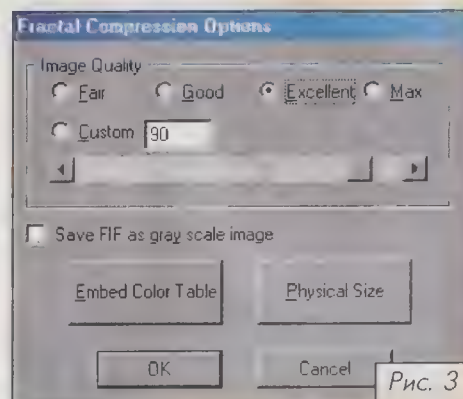 Fractal Compression Options
Image Quality
Fair Good Excellent Max
Custom 90
Save FIF as gray scale image
Embed Color Table Physical Size
OK Cancel
Рис. 3